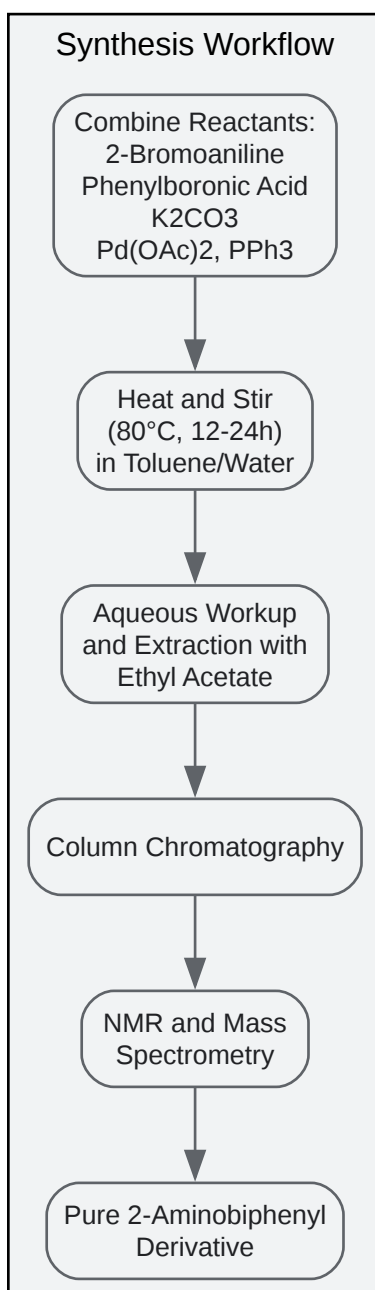 Synthesis Workflow
Combine Reactants:
2-Bromoaniline
Phenylboronic Acid
K2CO3
Pd(OAc)2, PPh3
Heat and Stir
(80°C, 12-24h)
in Toluene/Water
Aqueous Workup
and Extraction with
Ethyl Acetate
Column Chromatography
NMR and Mass
Spectrometry
Pure 2-Aminobiphenyl
Derivative